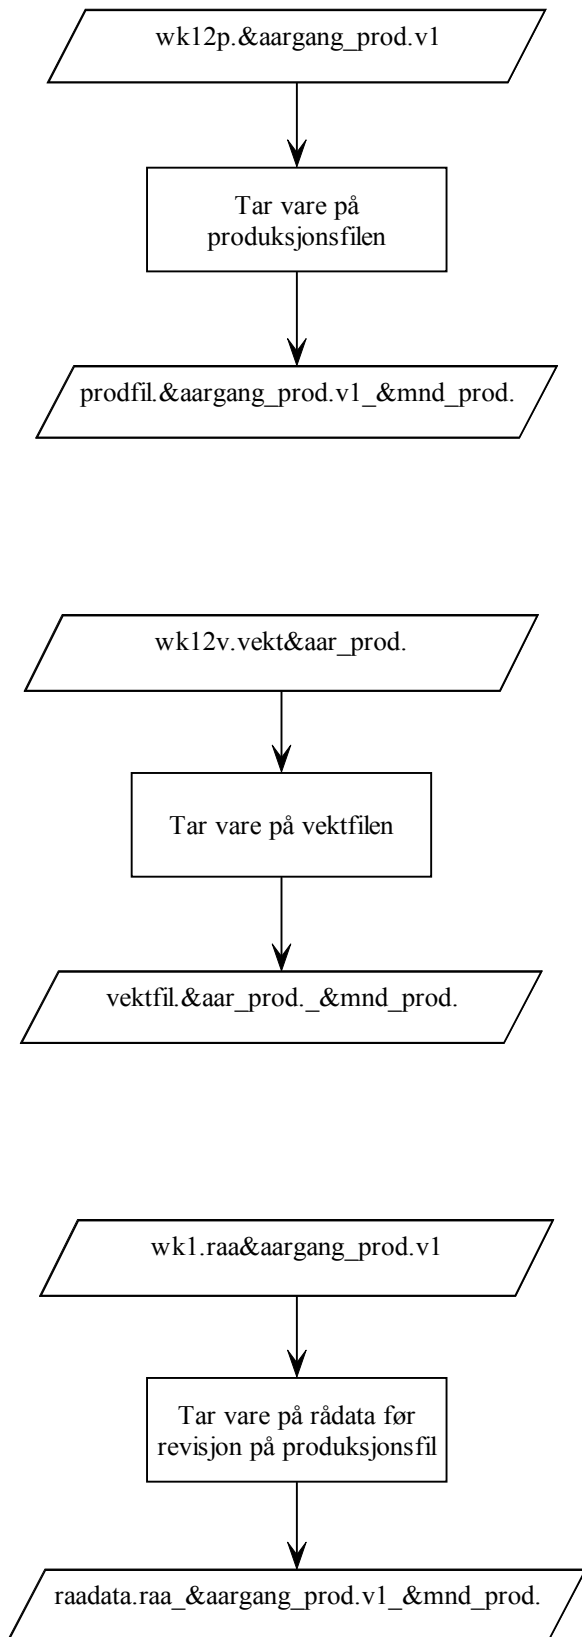 wk12p.&aargang_prod.v1
Tar vare på
produksjonsfilen
prodfil.&aargang_prod.v1_&mnd_prod.
wk12v.vekt&aar_prod.
Tar vare på vektfilen
vektfil.&aar_prod._&mnd_prod.
wk1.raa&aargang_prod.v1
Tar vare på rådata før
revisjon på produksjonsfil
raadata.raa_&aargang_prod.v1_&mnd_prod.